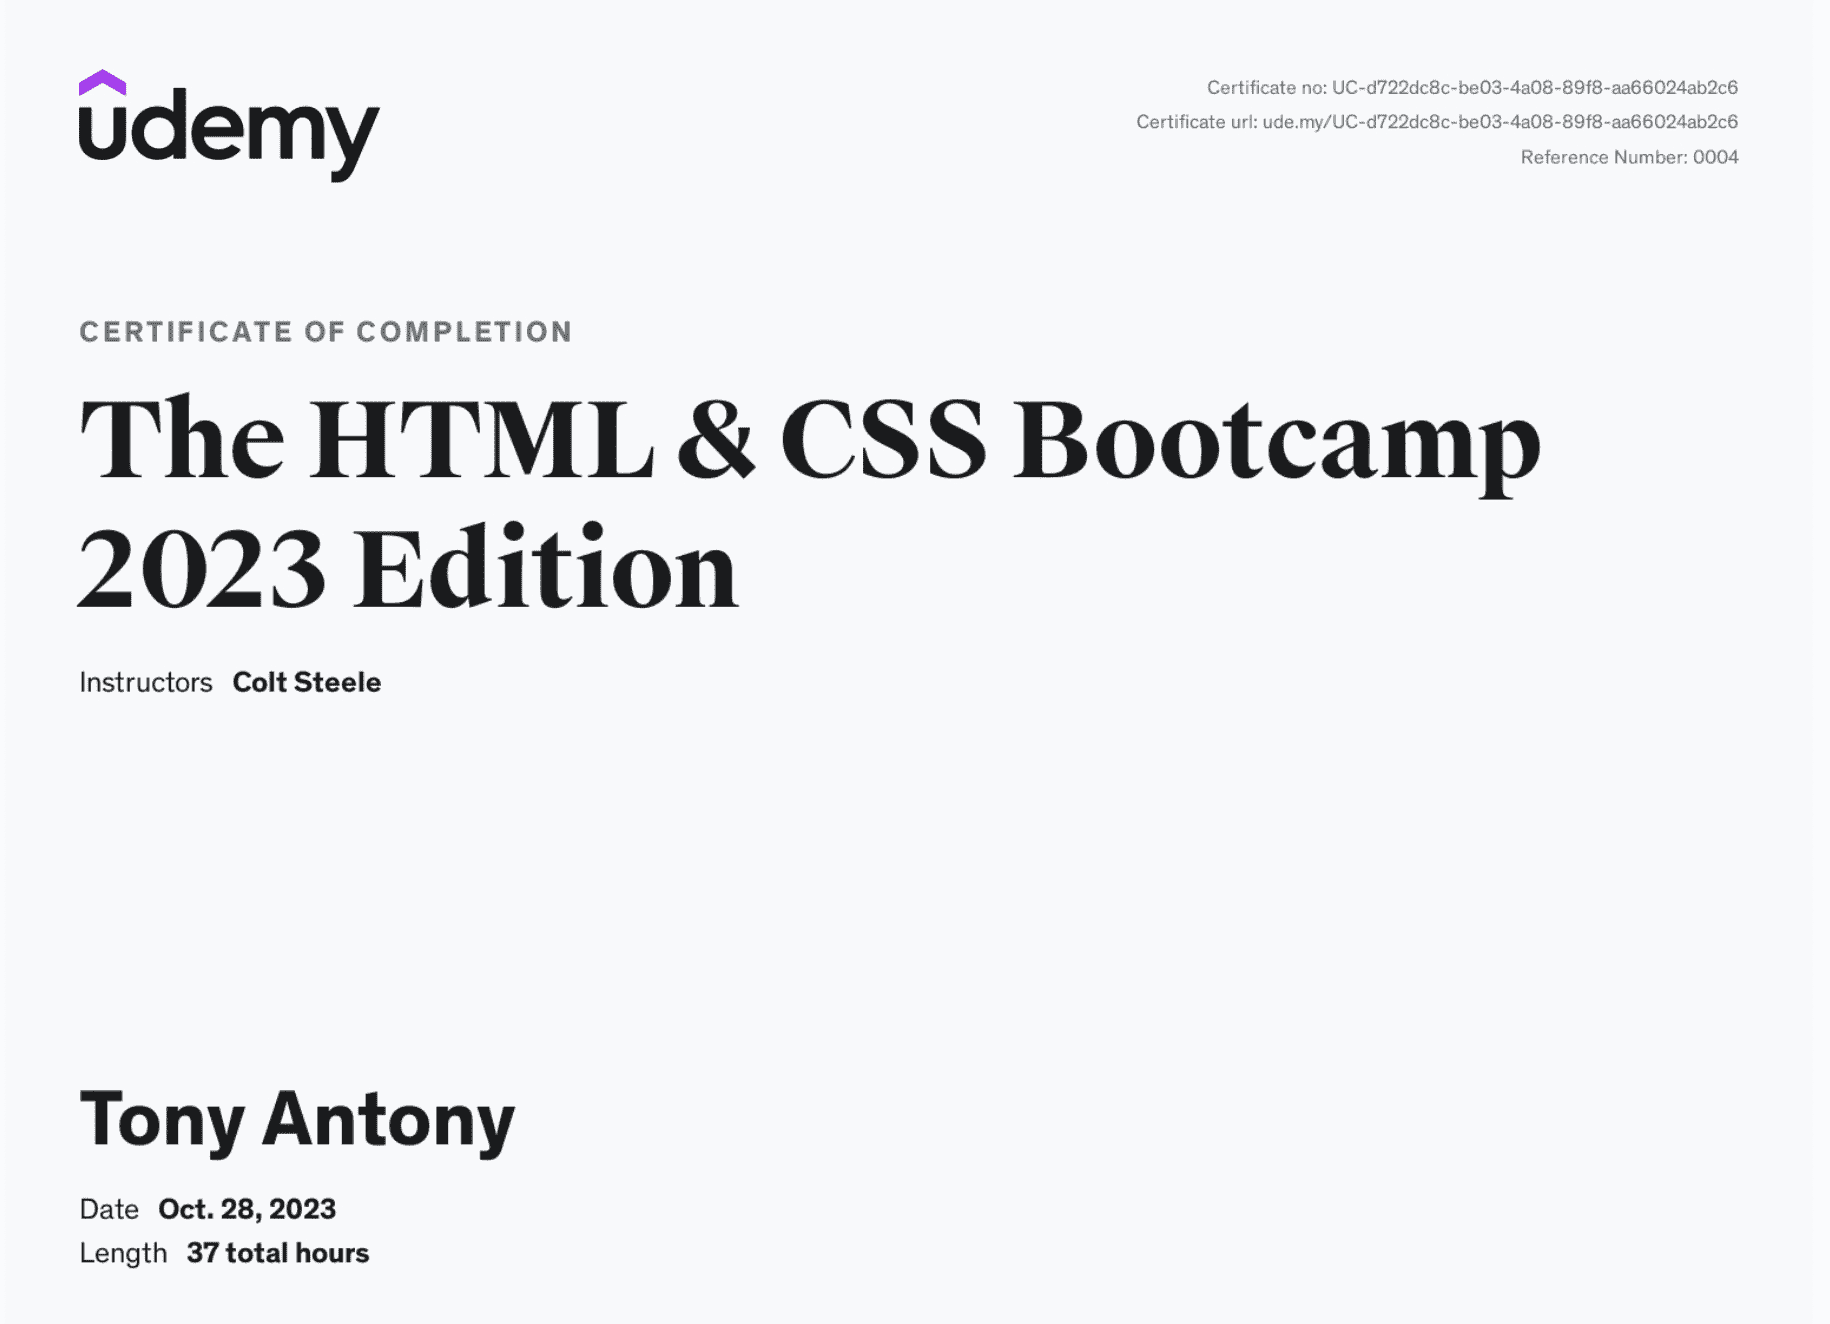 udemy
Certificate no: UC-d722dc8c-be03-4a08-89f8-aa66024ab2c6
Certificate url: ude.my/UC-d722dc8c-be03-4a08-89f8-aa66024ab2c6
Reference Number: 0004
CERTIFICATE OF COMPLETION
The HTML & CSS Bootcamp
2023 Edition
Instructors Colt Steele
Tony Antony
Date Oct. 28, 2023
Length 37 total hours